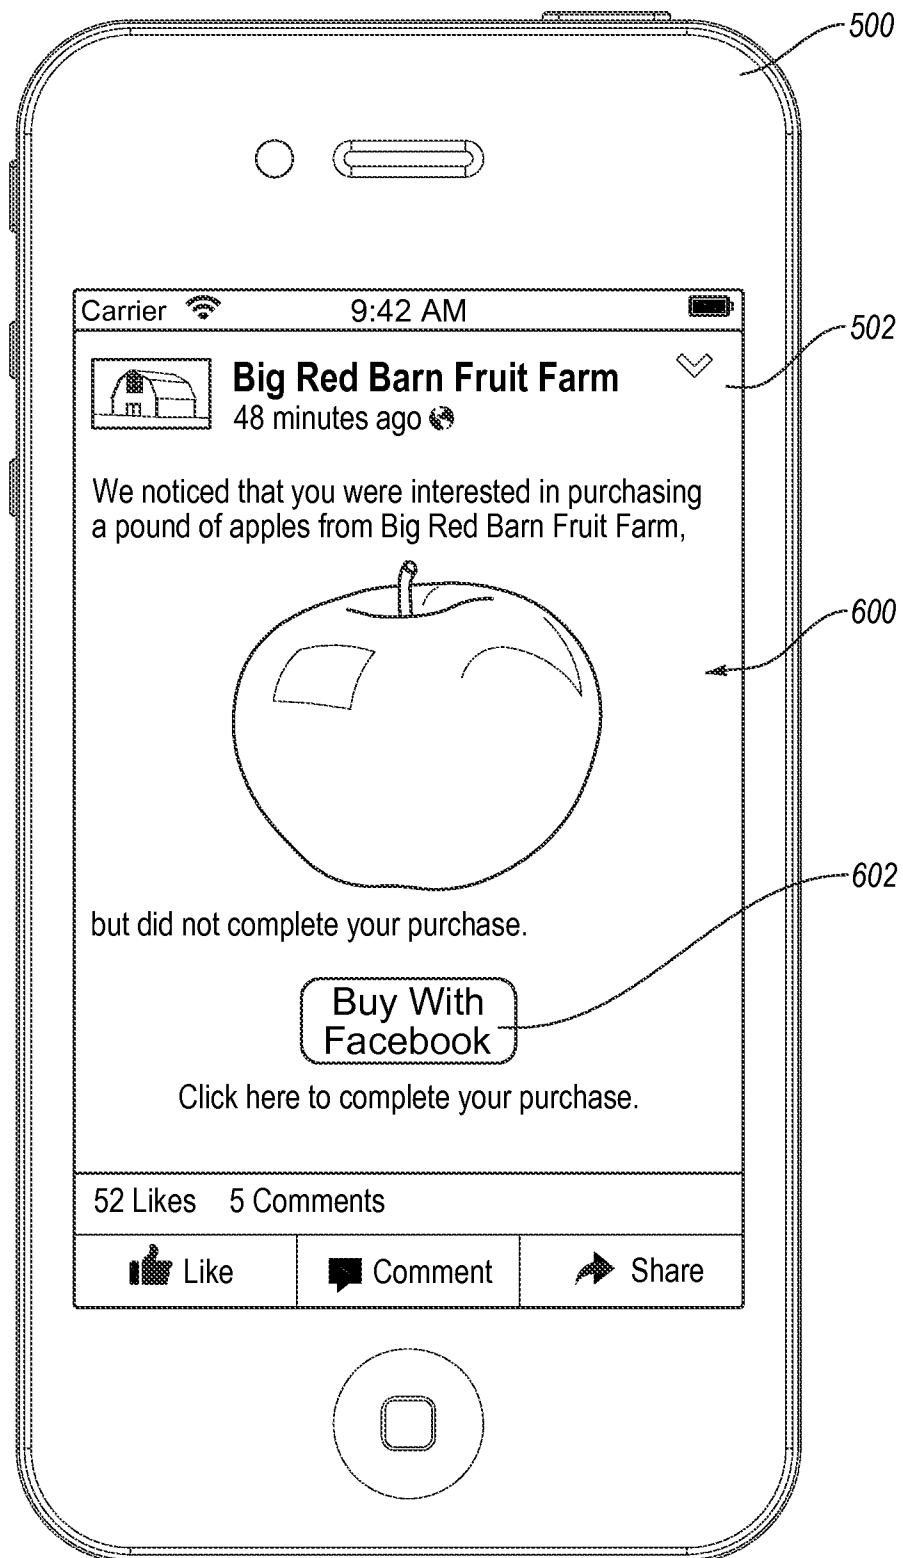 500
Carrier 9:42 AM
502
Big Red Barn Fruit Farm
48 minutes ago
We noticed that you were interested in purchasing
a pound of apples from Big Red Barn Fruit Farm,
600
602
but did not complete your purchase.
Buy With
Facebook
Click here to complete your purchase.
52 Likes 5 Comments
Like Comment Share